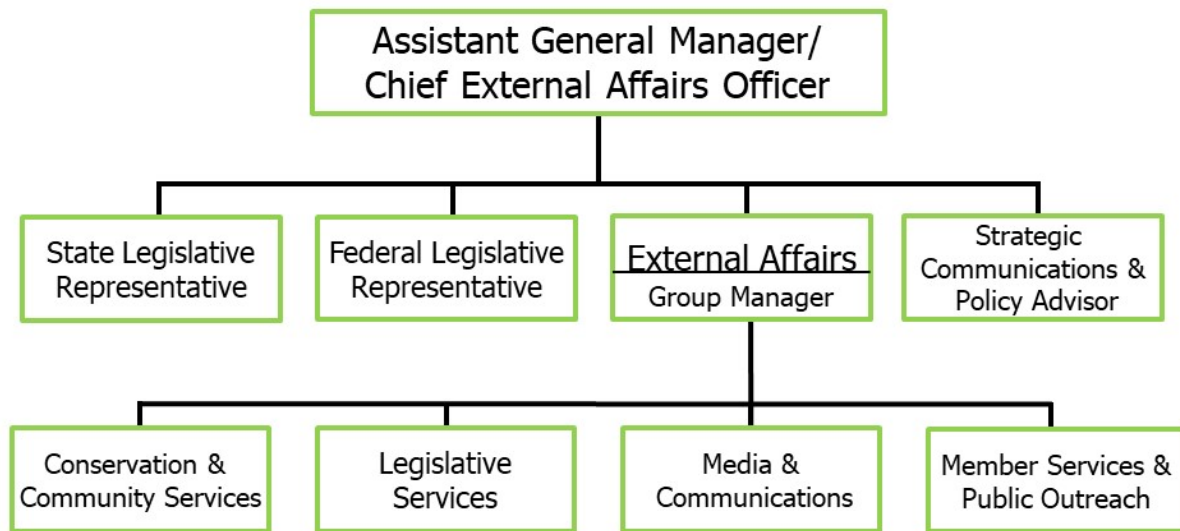 Assistant General Manager/
Chief External Affairs Officer
State Legislative
Representative
Federal Legislative
Representative
External Affairs
Group Manager
Strategic
Communications &
Policy Advisor
Conservation &
Community Services
Legislative
Services
Media &
Communications
Member Services &
Public Outreach